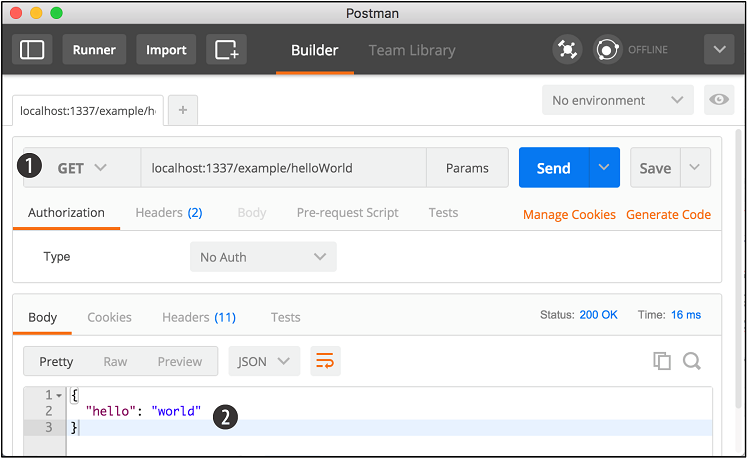 Postman
Runner Import Builder Team Library OFFLINE
localhost:1337/example/h + No environment
1 GET localhost:1337/example/helloWorld Params Send Save
Authorization Headers (2) Body Pre-request Script Tests Manage Cookies Generate Code
Type No Auth
Body Cookies Headers (11) Tests Status: 200 OK Time: 16 ms
Pretty Raw Preview JSON
1 {
2 "hello": "world" 2
3 }